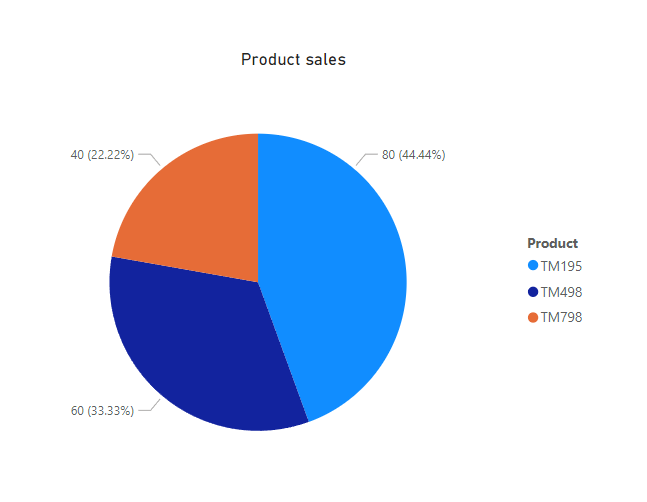 Product sales
40 (22.22%)
80 (44.44%)
Product
TM195
TM498
TM798
60 (33.33%)